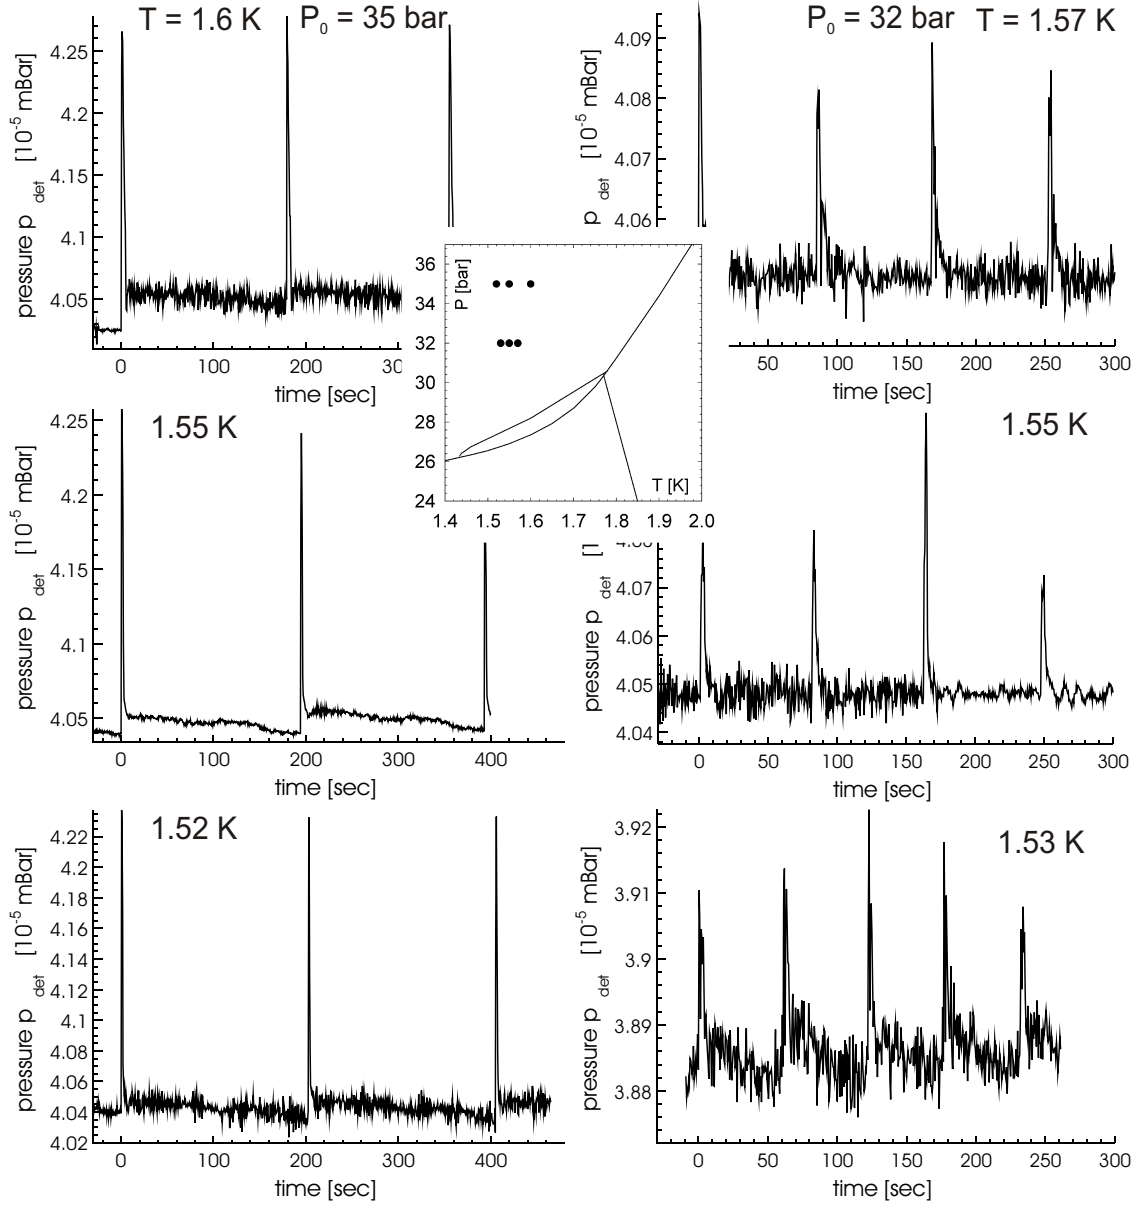 T = 1.6 K P₀ = 35 bar
pressure p det [10⁻⁵ mBar]
4.25
4.2
4.15
4.1
4.05
0 100 200
time [sec]
P₀ = 32 bar T = 1.57 K
p det [10⁻⁵ mBar]
4.09
4.08
4.07
4.06
50 100 150 200 250 300
time [sec]
P [bar]
36
34
32
30
28
26
24
T [K]
1.4 1.5 1.6 1.7 1.8 1.9 2.0
1.55 K
pressure p det [10⁻⁵ mBar]
4.25
4.2
4.15
4.1
4.05
0 100 200 300 400
time [sec]
1.55 K
pressure p det
4.07
4.06
4.05
4.04
0 50 100 150 200 250 300
time [sec]
1.52 K
pressure p det [10⁻⁵ mBar]
4.22
4.2
4.18
4.16
4.14
4.12
4.1
4.08
4.06
4.04
4.02
0 100 200 300 400
time [sec]
1.53 K
pressure p det [10⁻⁵ mBar]
3.92
3.91
3.9
3.89
3.88
0 50 100 150 200 250 300
time [sec]